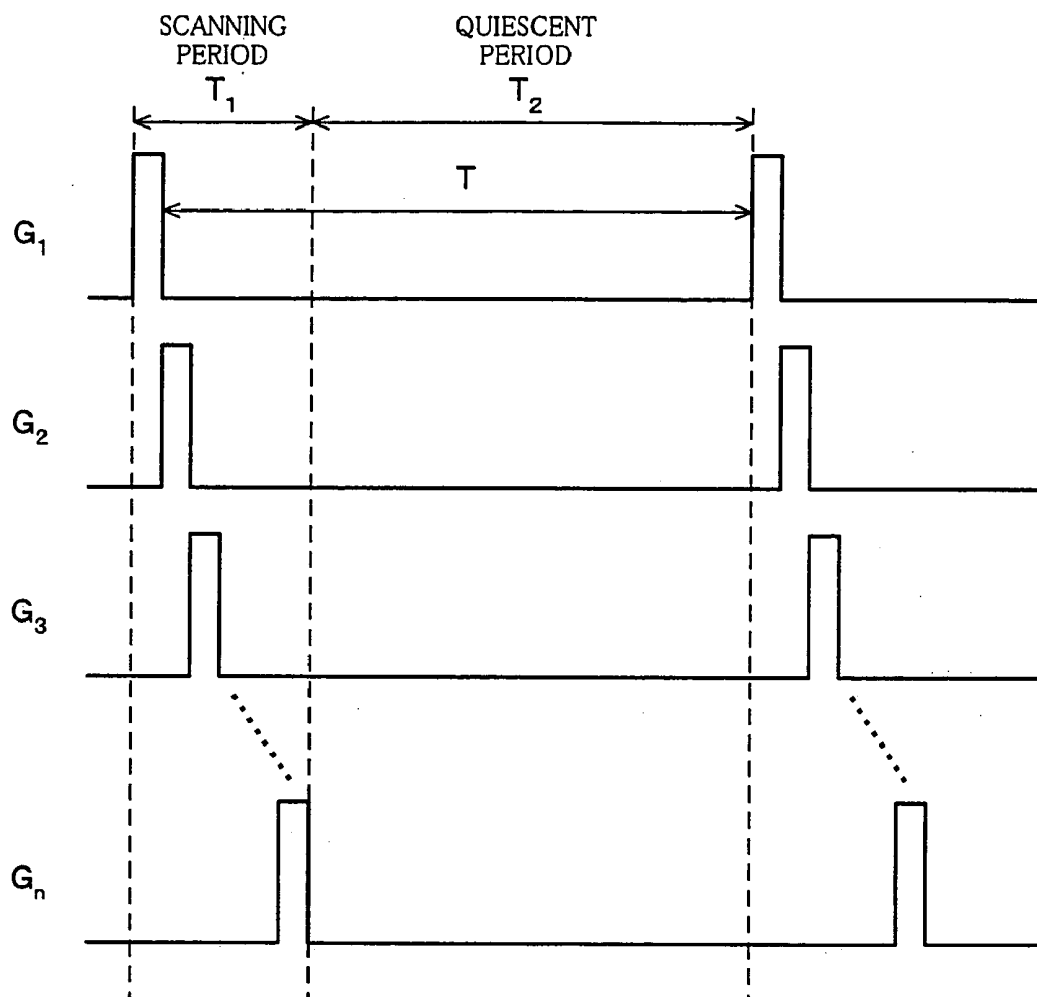 SCANNING
PERIOD
T₁
QUIESCENT
PERIOD
T₂
T
G₁
G₂
G₃
Gₙ